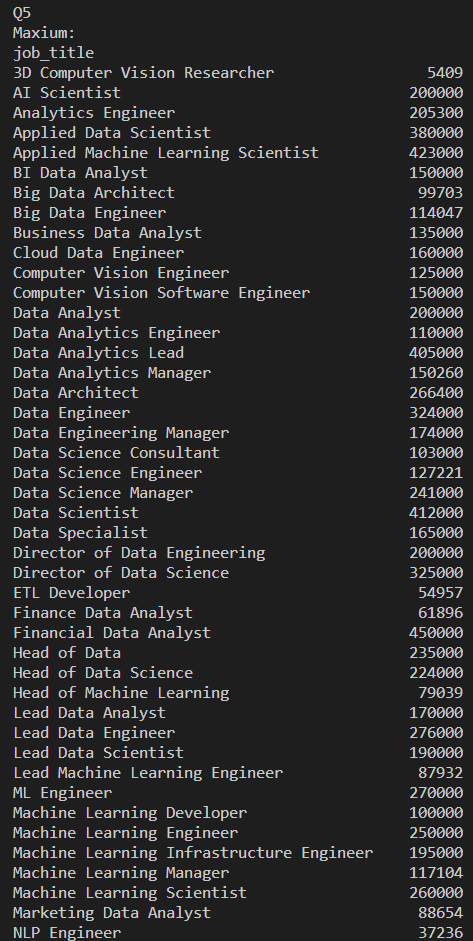 Q5
Maxium:
job_title
3D Computer Vision Researcher 5409
AI Scientist 200000
Analytics Engineer 205300
Applied Data Scientist 380000
Applied Machine Learning Scientist 423000
BI Data Analyst 150000
Big Data Architect 99703
Big Data Engineer 114047
Business Data Analyst 135000
Cloud Data Engineer 160000
Computer Vision Engineer 125000
Computer Vision Software Engineer 150000
Data Analyst 200000
Data Analytics Engineer 110000
Data Analytics Lead 405000
Data Analytics Manager 150260
Data Architect 266400
Data Engineer 324000
Data Engineering Manager 174000
Data Science Consultant 103000
Data Science Engineer 127221
Data Science Manager 241000
Data Scientist 412000
Data Specialist 165000
Director of Data Engineering 200000
Director of Data Science 325000
ETL Developer 54957
Finance Data Analyst 61896
Financial Data Analyst 450000
Head of Data 235000
Head of Data Science 224000
Head of Machine Learning 79039
Lead Data Analyst 170000
Lead Data Engineer 276000
Lead Data Scientist 190000
Lead Machine Learning Engineer 87932
ML Engineer 270000
Machine Learning Developer 100000
Machine Learning Engineer 250000
Machine Learning Infrastructure Engineer 195000
Machine Learning Manager 117104
Machine Learning Scientist 260000
Marketing Data Analyst 88654
NLP Engineer 37236